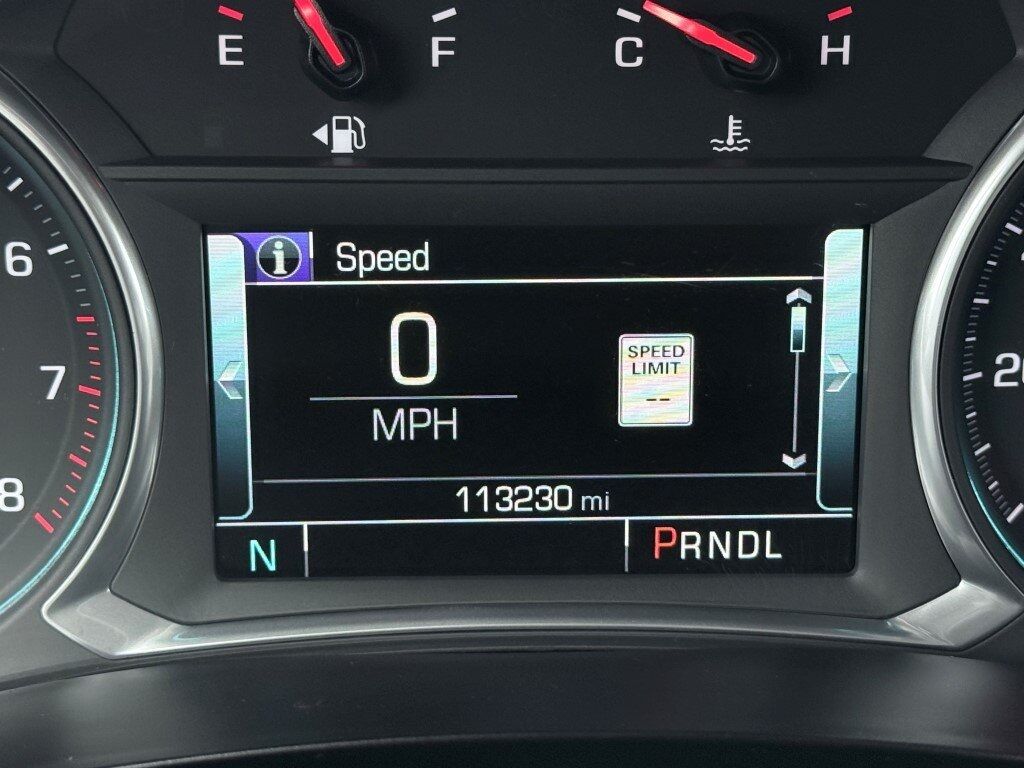 E F C H
6
7
8
Speed
0
MPH
SPEED
LIMIT
--
113230 mi
N PRNDL